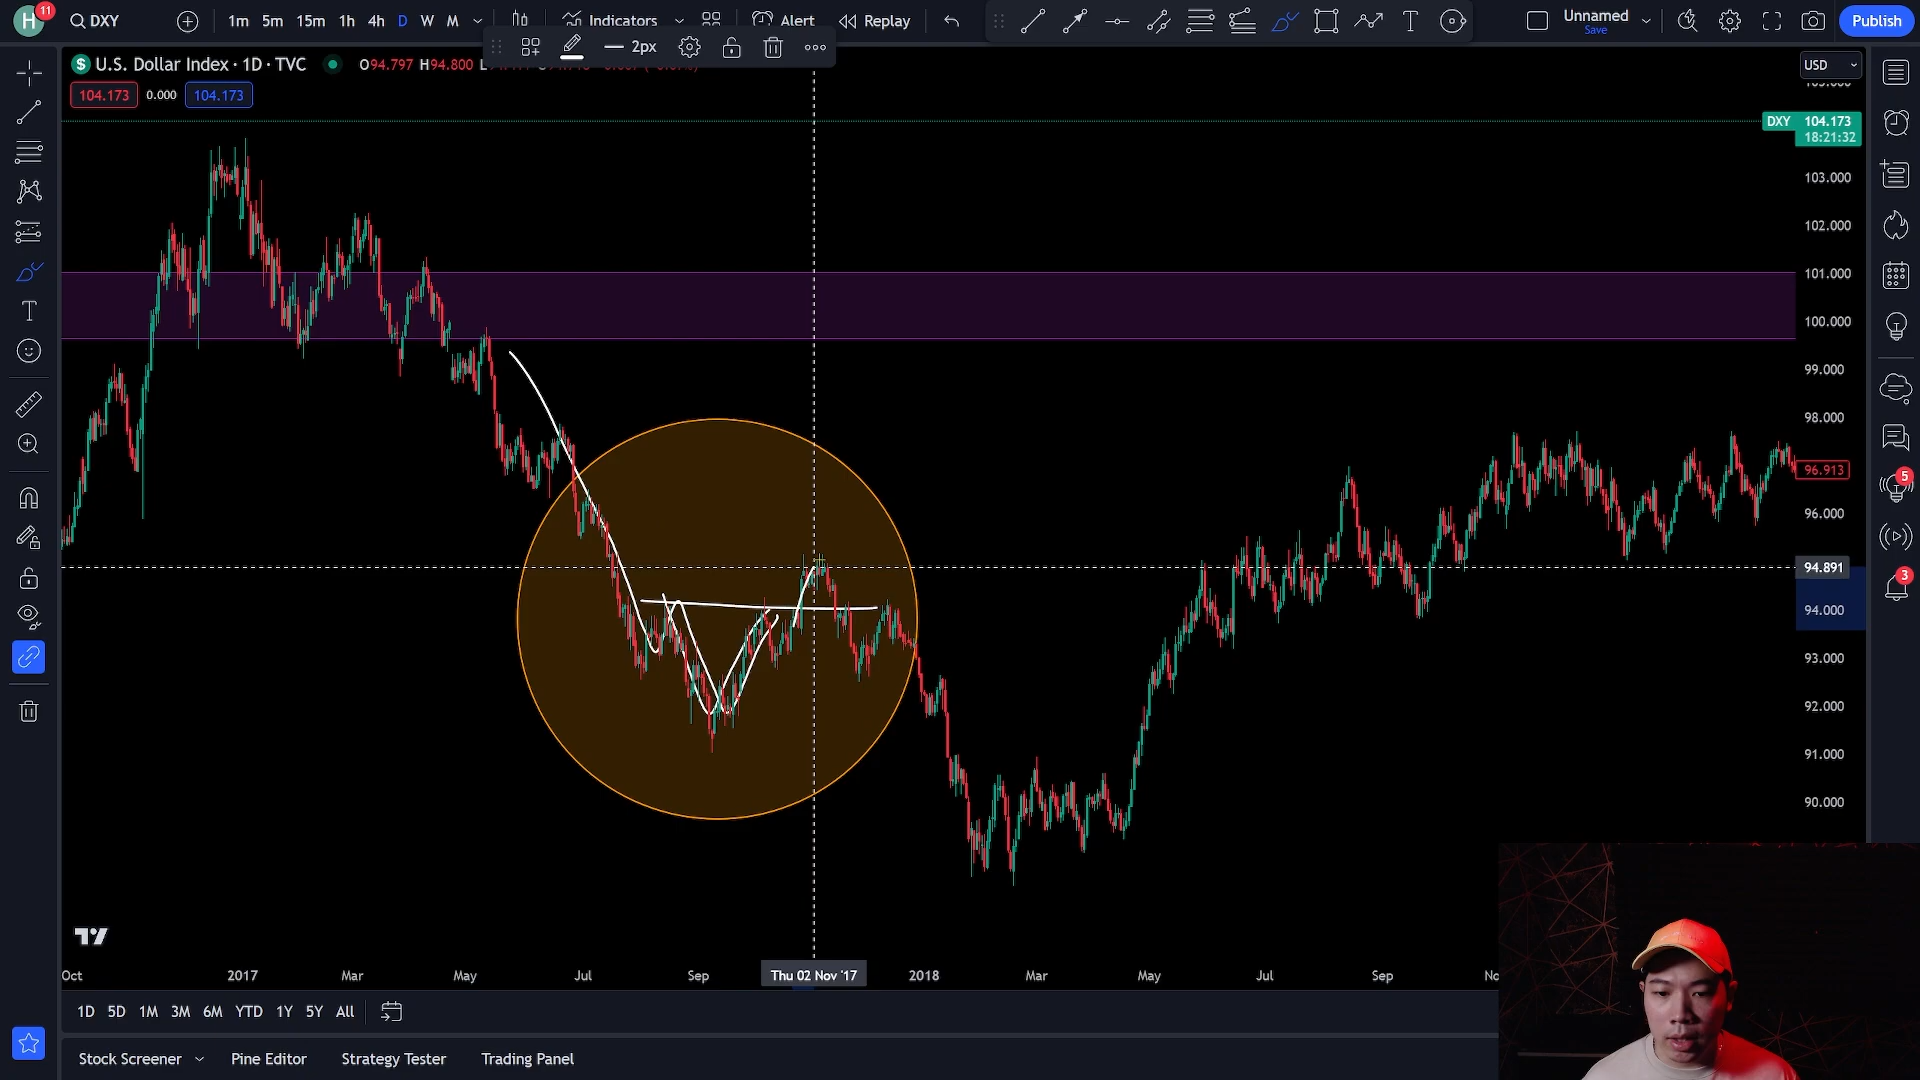 H
11
DXY
1m 5m 15m 1h 4h D W M
Indicators
Alert
Replay
Unnamed
Save
Publish
2px
$ U.S. Dollar Index · 1D · TVC
O94.797 H94.800
104.173 0.000 104.173
USD
DXY 104.173
18:21:32
103.000
102.000
101.000
100.000
99.000
98.000
96.913
96.000
94.891
94.000
93.000
92.000
91.000
90.000
5
3
T
Oct 2017 Mar May Jul Sep Thu 02 Nov '17 2018 Mar May Jul Sep
1D 5D 1M 3M 6M YTD 1Y 5Y All
Stock Screener Pine Editor Strategy Tester Trading Panel